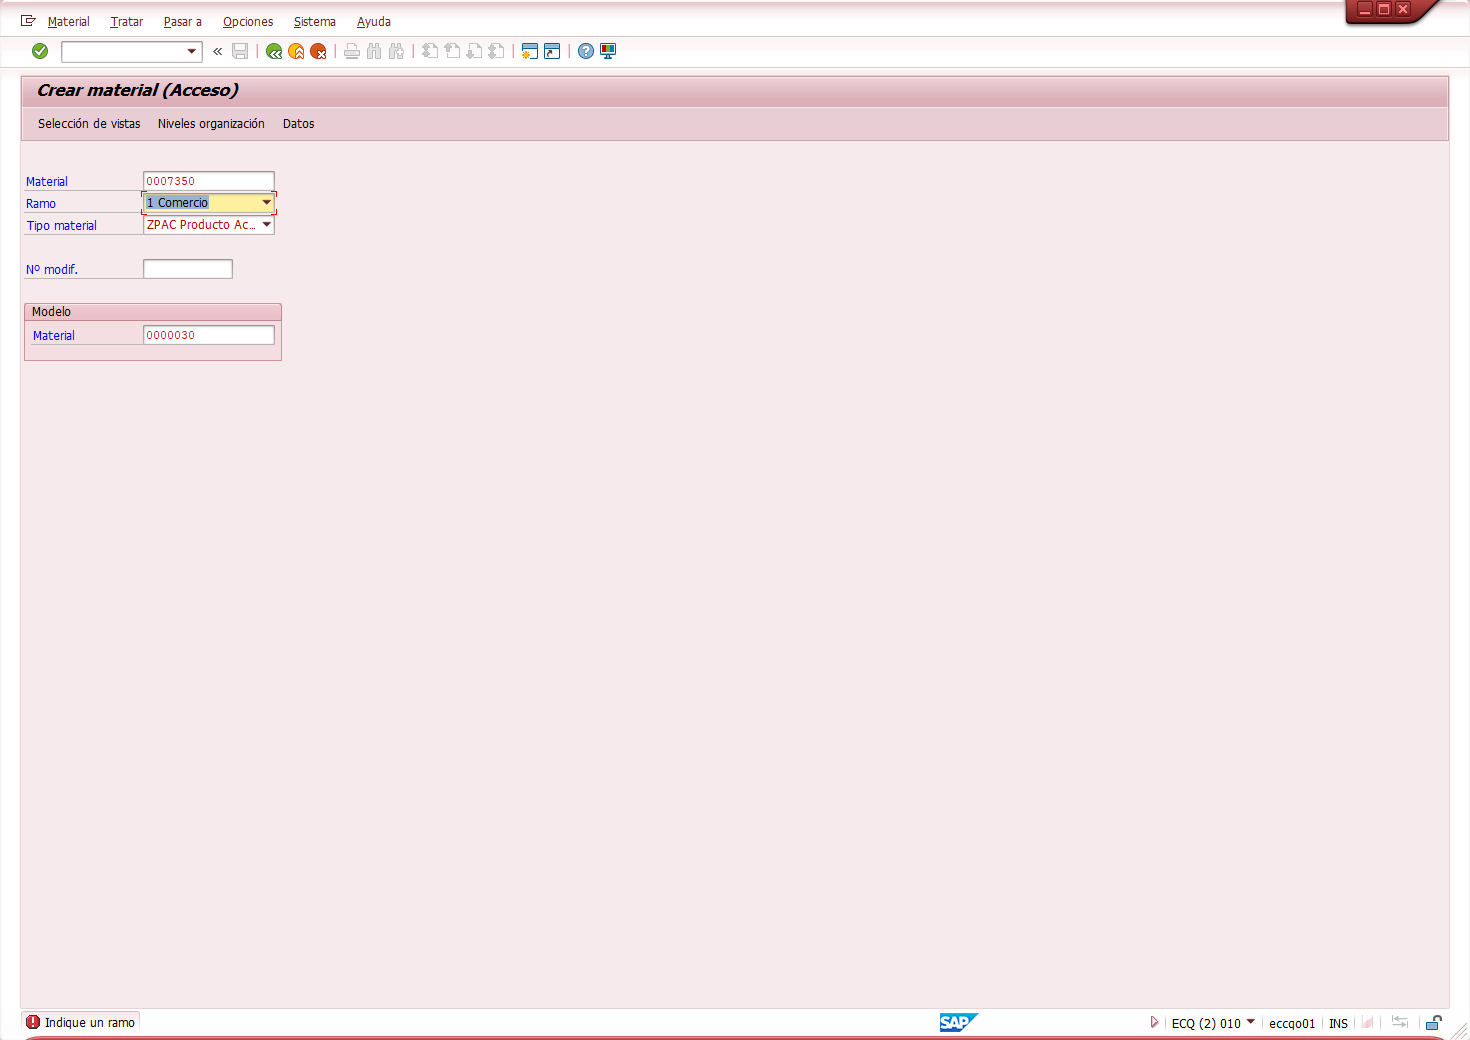 Material Tratar Pasar a Opciones Sistema Ayuda
Crear material (Acceso)
Selección de vistas Niveles organización Datos
Material 0007350
Ramo 1 Comercio
Tipo material ZPAC Producto Ac...
Nº modif.
Modelo
Material 0000030
Indique un ramo
SAP
ECQ (2) 010 eccqo01 INS